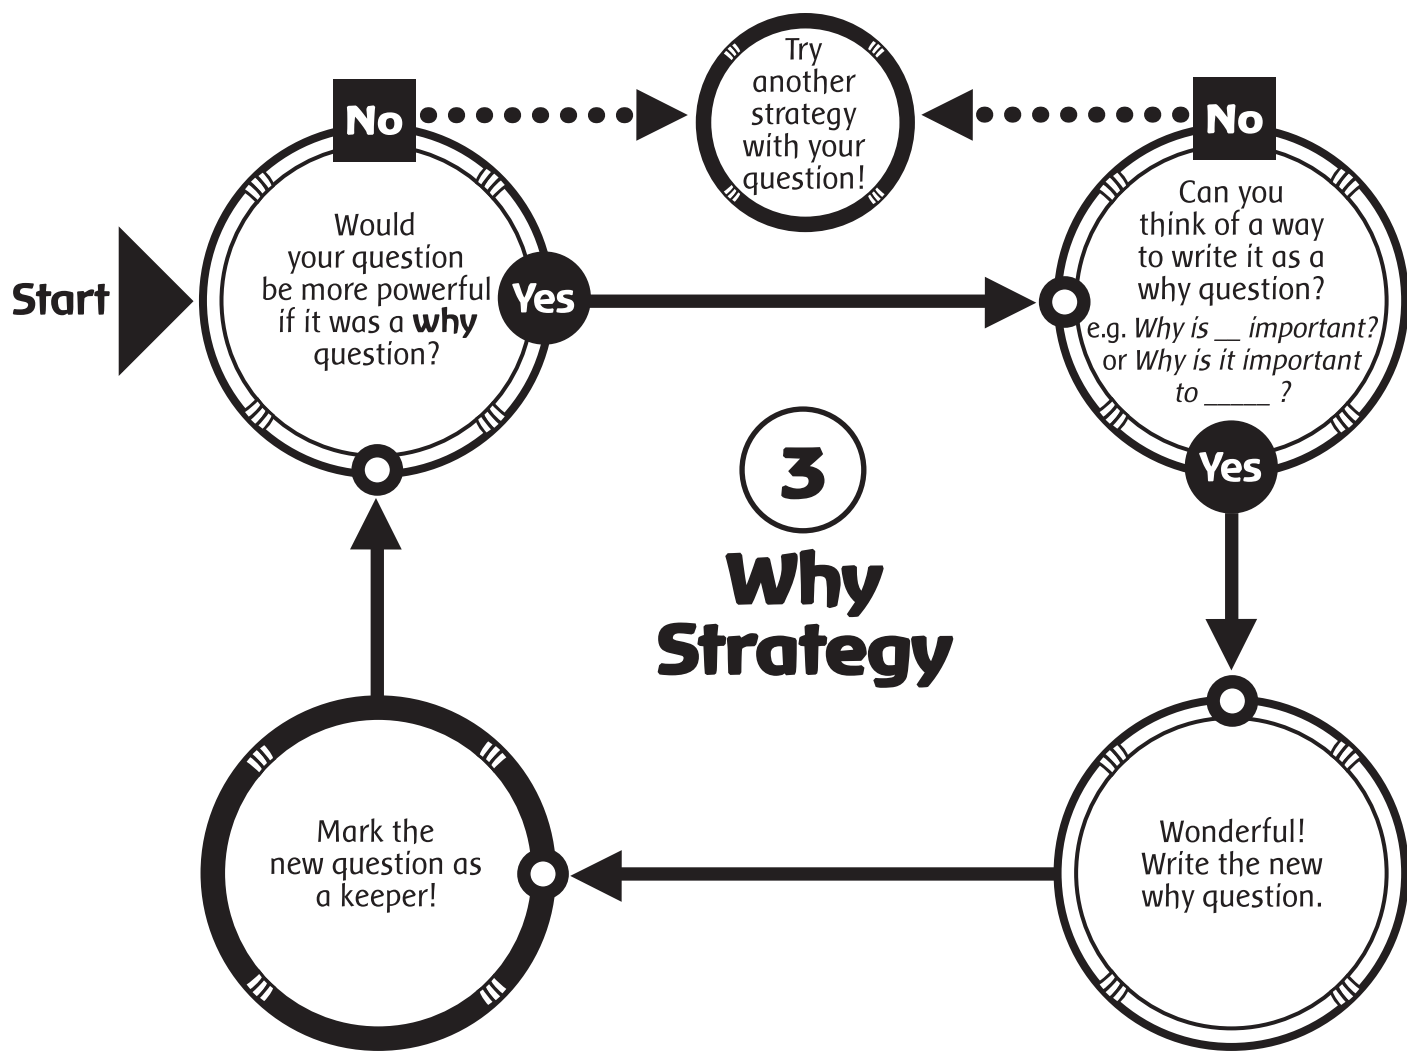 Start
No
Would
your question
be more powerful
if it was a why
question?
Yes
Try
another
strategy
with your
question!
No
Can you
think of a way
to write it as a
why question?
e.g. Why is __ important?
or Why is it important
to _____ ?
Yes
3
Why
Strategy
Wonderful!
Write the new
why question.
Mark the
new question as
a keeper!